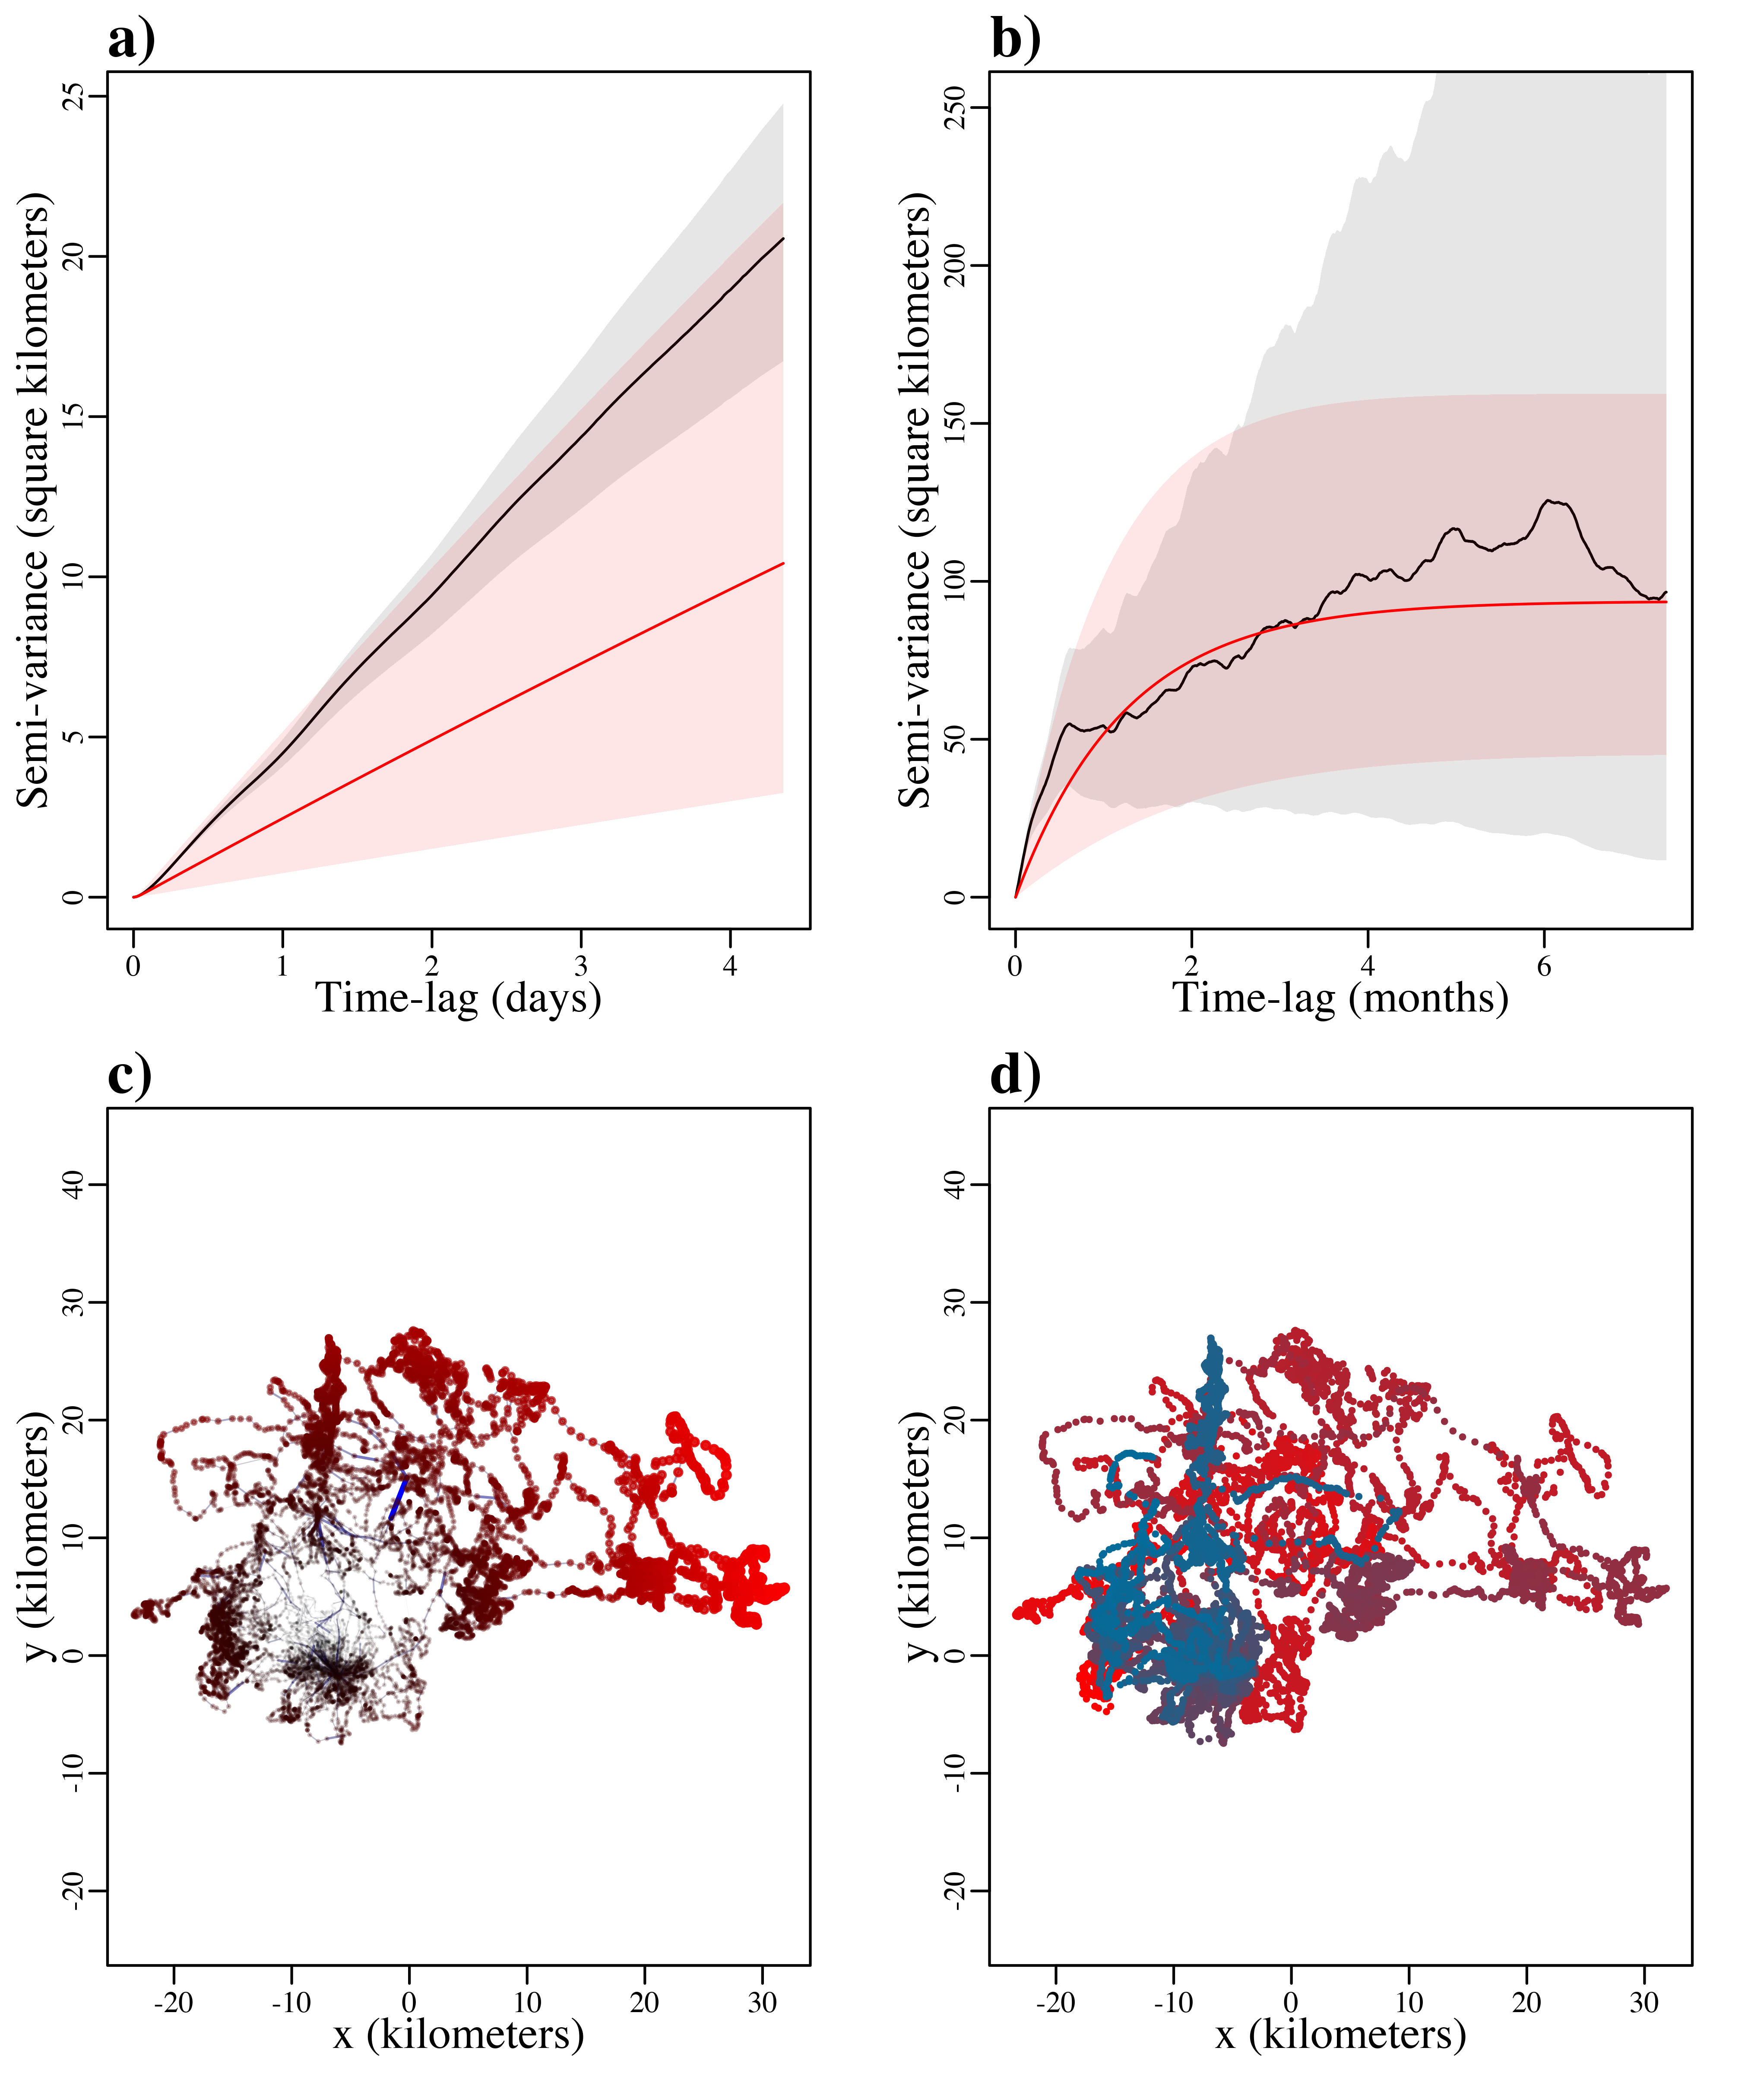 a)
Semi-variance (square kilometers)
0 5 10 15 20 25
0 1 2 3 4
Time-lag (days)
b)
Semi-variance (square kilometers)
0 50 100 150 200 250
0 2 4 6
Time-lag (months)
c)
y (kilometers)
-20 -10 0 10 20 30 40
-20 -10 0 10 20 30
x (kilometers)
d)
y (kilometers)
-20 -10 0 10 20 30 40
-20 -10 0 10 20 30
x (kilometers)